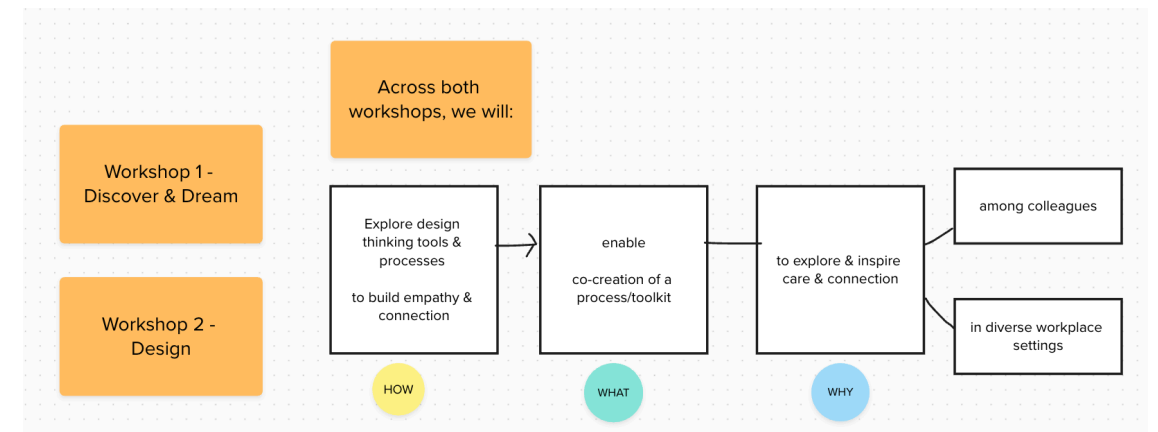 Across both
workshops, we will:
Workshop 1 -
Discover & Dream
Workshop 2 -
Design
Explore design
thinking tools &
processes
to build empathy &
connection
HOW
enable
co-creation of a
process/toolkit
WHAT
to explore & inspire
care & connection
WHY
among colleagues
in diverse workplace
settings